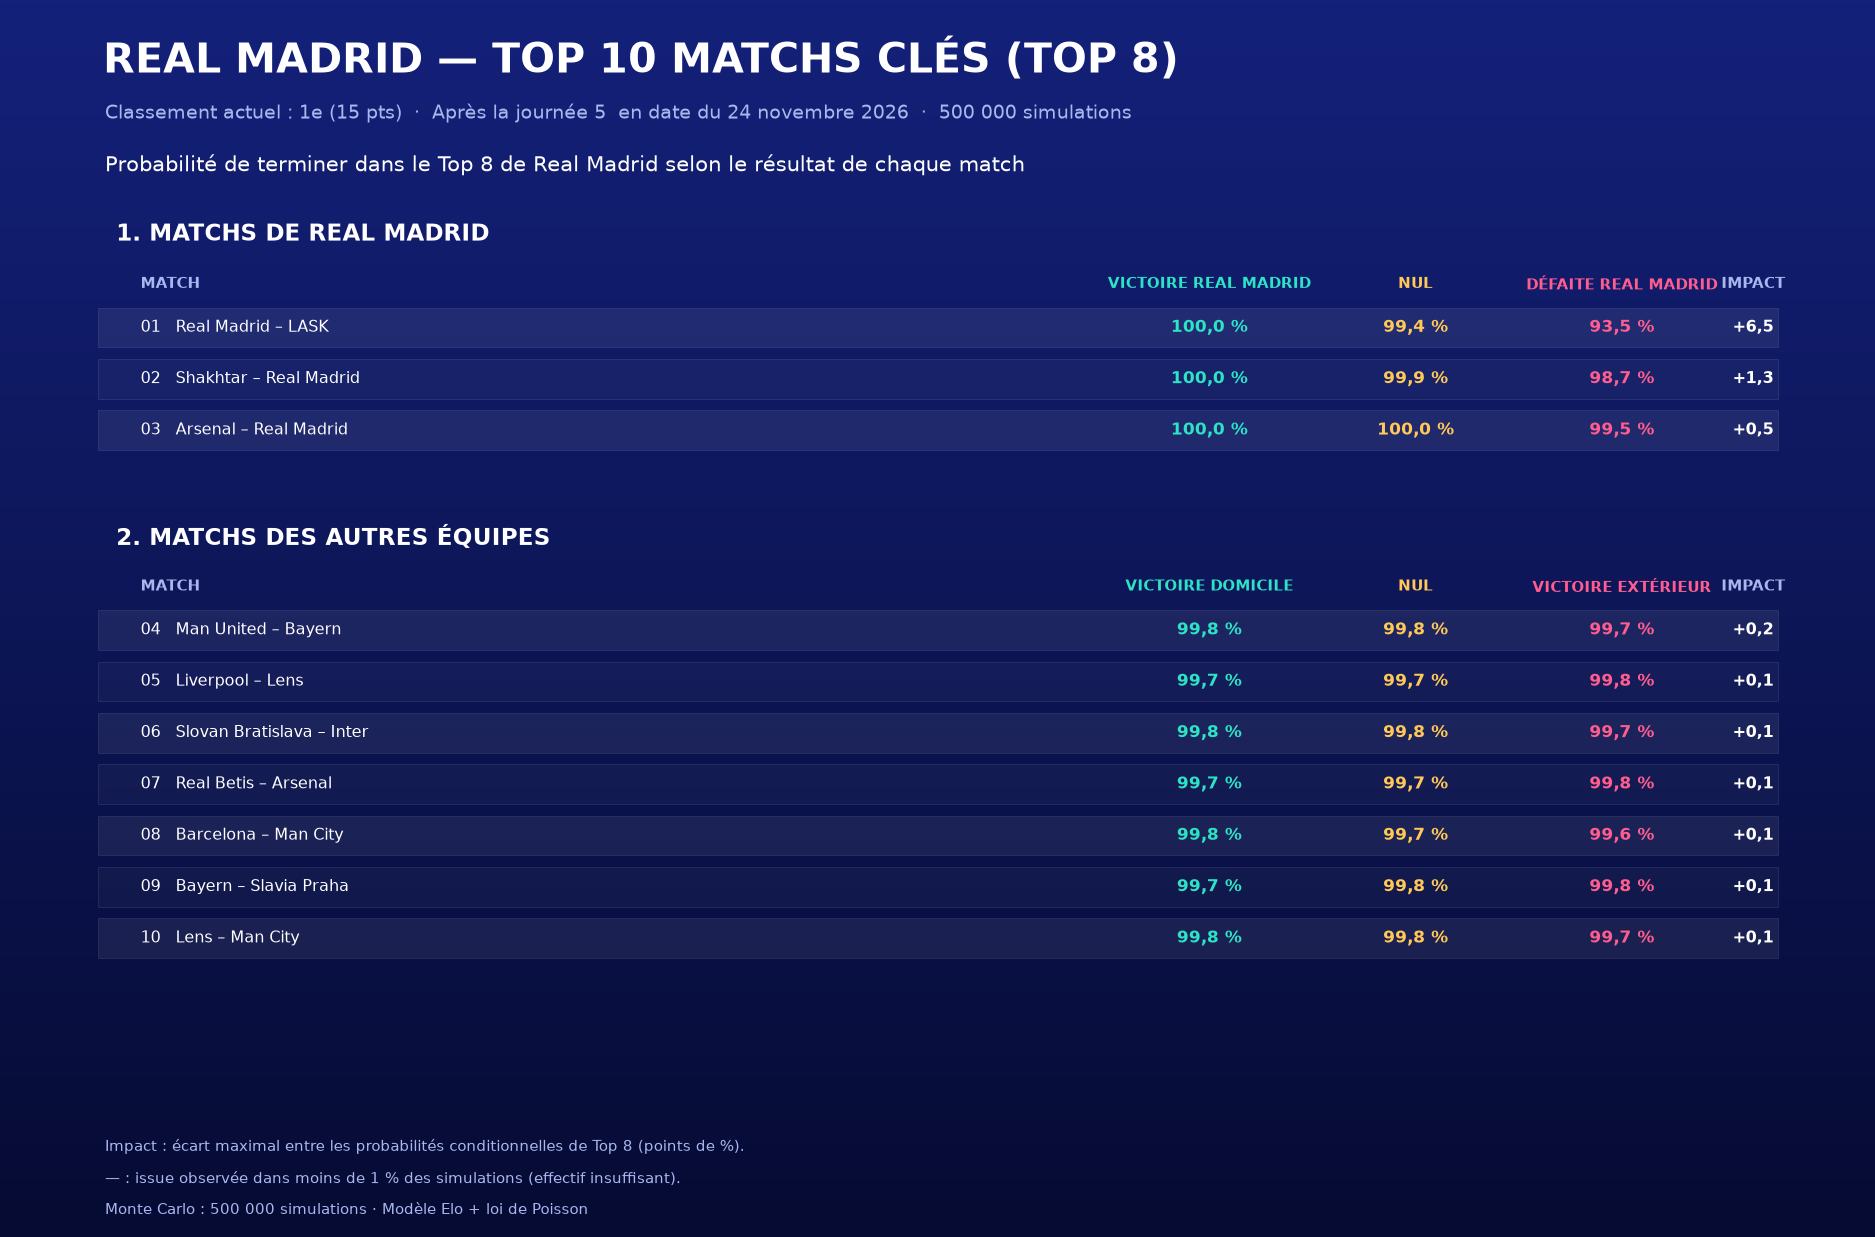 REAL MADRID — TOP 10 MATCHS CLÉS (TOP 8)
Classement actuel : 1e (15 pts) · Après la journée 5 en date du 24 novembre 2026 · 500 000 simulations
Probabilité de terminer dans le Top 8 de Real Madrid selon le résultat de chaque match
1. MATCHS DE REAL MADRID
MATCH VICTOIRE REAL MADRID NUL DÉFAITE REAL MADRID IMPACT
01 Real Madrid – LASK 100,0 % 99,4 % 93,5 % +6,5
02 Shakhtar – Real Madrid 100,0 % 99,9 % 98,7 % +1,3
03 Arsenal – Real Madrid 100,0 % 100,0 % 99,5 % +0,5
2. MATCHS DES AUTRES ÉQUIPES
MATCH VICTOIRE DOMICILE NUL VICTOIRE EXTÉRIEUR IMPACT
04 Man United – Bayern 99,8 % 99,8 % 99,7 % +0,2
05 Liverpool – Lens 99,7 % 99,7 % 99,8 % +0,1
06 Slovan Bratislava – Inter 99,8 % 99,8 % 99,7 % +0,1
07 Real Betis – Arsenal 99,7 % 99,7 % 99,8 % +0,1
08 Barcelona – Man City 99,8 % 99,7 % 99,6 % +0,1
09 Bayern – Slavia Praha 99,7 % 99,8 % 99,8 % +0,1
10 Lens – Man City 99,8 % 99,8 % 99,7 % +0,1
Impact : écart maximal entre les probabilités conditionnelles de Top 8 (points de %).
— : issue observée dans moins de 1 % des simulations (effectif insuffisant).
Monte Carlo : 500 000 simulations · Modèle Elo + loi de Poisson